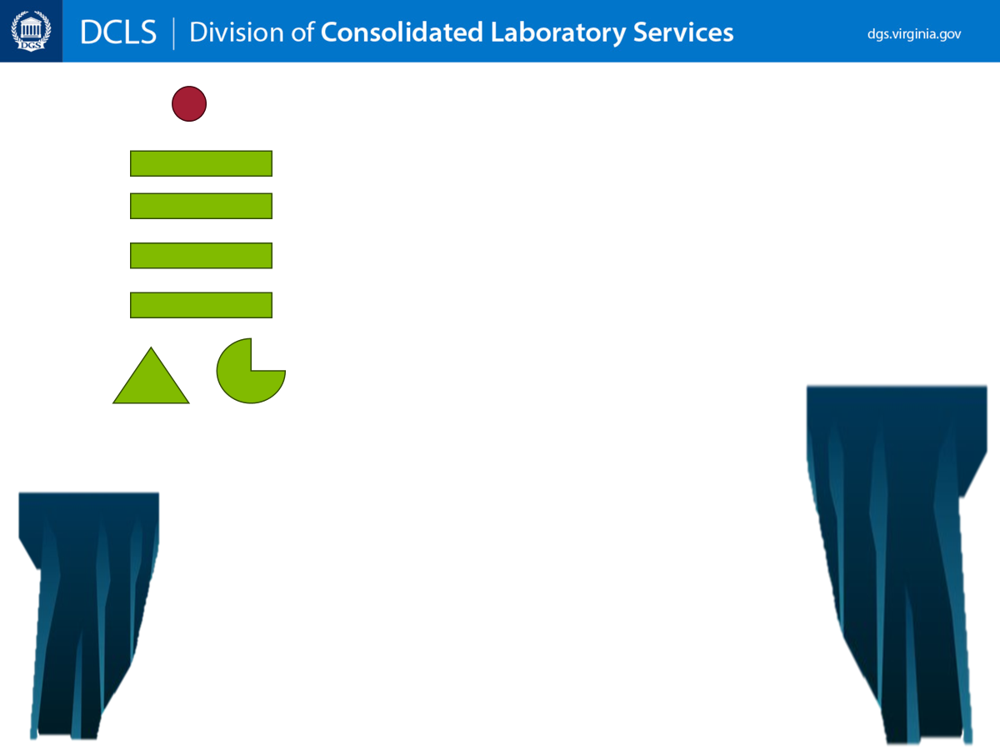 DGS
DCLS | Division of Consolidated Laboratory Services
dgs.virginia.gov